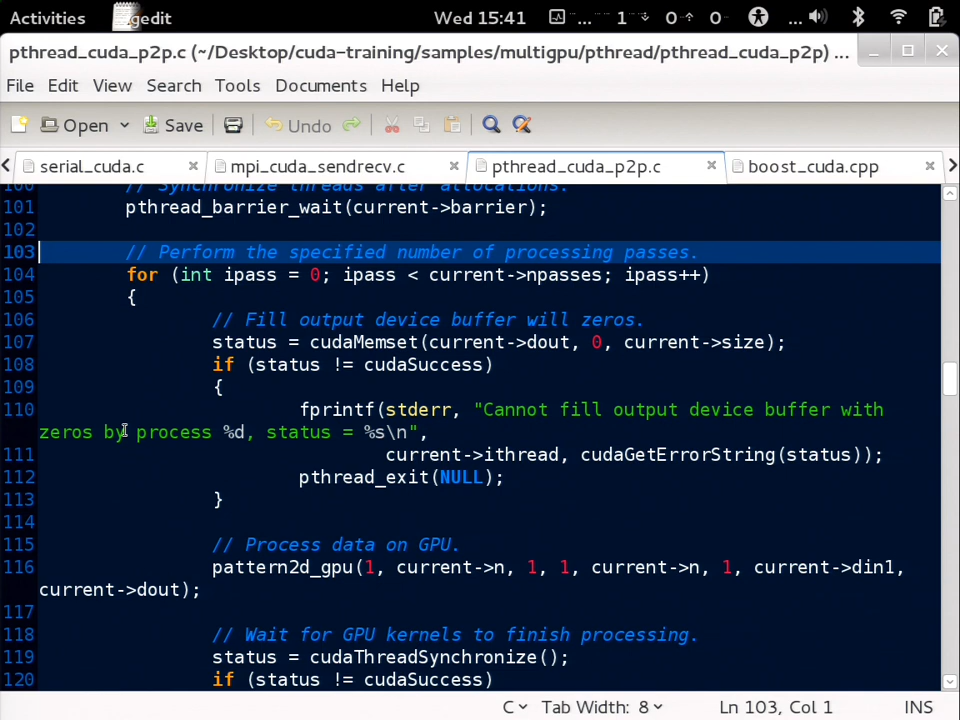 Activities gedit Wed 15:41 ... 1 0 0 ...
pthread_cuda_p2p.c (~/Desktop/cuda-training/samples/multigpu/pthread/pthread_cuda_p2p) ...
File Edit View Search Tools Documents Help
Open Save Undo
serial_cuda.c mpi_cuda_sendrecv.c pthread_cuda_p2p.c boost_cuda.cpp
100 // Synchronize threads after allocations.
101 pthread_barrier_wait(current->barrier);
102
103 // Perform the specified number of processing passes.
104 for (int ipass = 0; ipass < current->npasses; ipass++)
105 {
106 // Fill output device buffer will zeros.
107 status = cudaMemset(current->dout, 0, current->size);
108 if (status != cudaSuccess)
109 {
110 fprintf(stderr, "Cannot fill output device buffer with
zeros by process %d, status = %s\n",
111 current->ithread, cudaGetErrorString(status));
112 pthread_exit(NULL);
113 }
114
115 // Process data on GPU.
116 pattern2d_gpu(1, current->n, 1, 1, current->n, 1, current->din1,
current->dout);
117
118 // Wait for GPU kernels to finish processing.
119 status = cudaThreadSynchronize();
120 if (status != cudaSuccess)
C Tab Width: 8 Ln 103, Col 1 INS